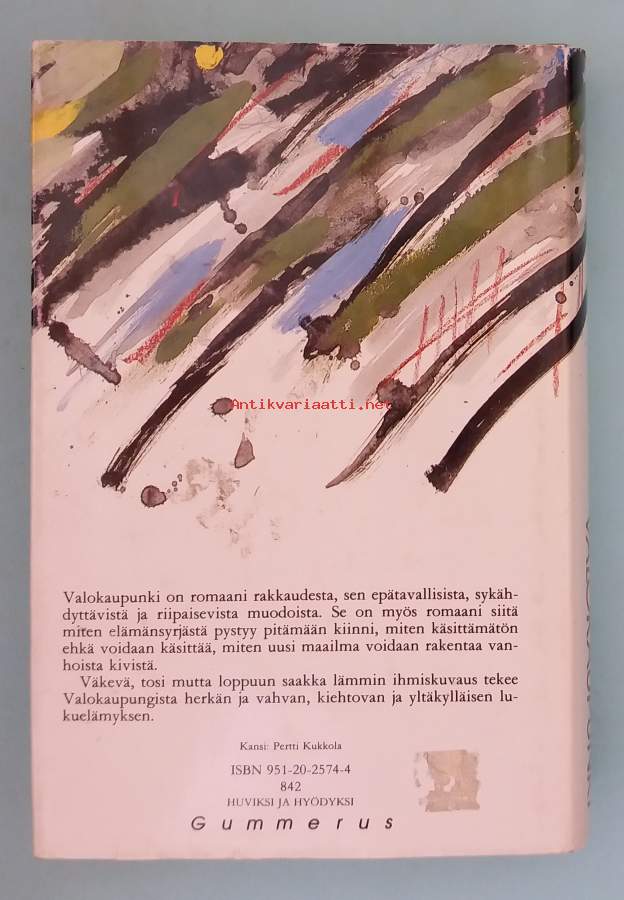 Antikvariaatti.net
Valokaupunki on romaani rakkaudesta, sen epätavallisista, sykäh-
dyttävistä ja riipaisevista muodoista. Se on myös romaani siitä
miten elämänsyrjästä pystyy pitämään kiinni, miten käsittämätön
ehkä voidaan käsittää, miten uusi maailma voidaan rakentaa van-
hoista kivistä.
Väkevä, tosi mutta loppuun saakka lämmin ihmiskuvaus tekee
Valokaupungista herkän ja vahvan, kiehtovan ja yltäkylläisen lu-
kuelämyksen.
Kansi: Pertti Kukkola
ISBN 951-20-2574-4
842
HUVIKSI JA HYÖDYKSI
Gummerus